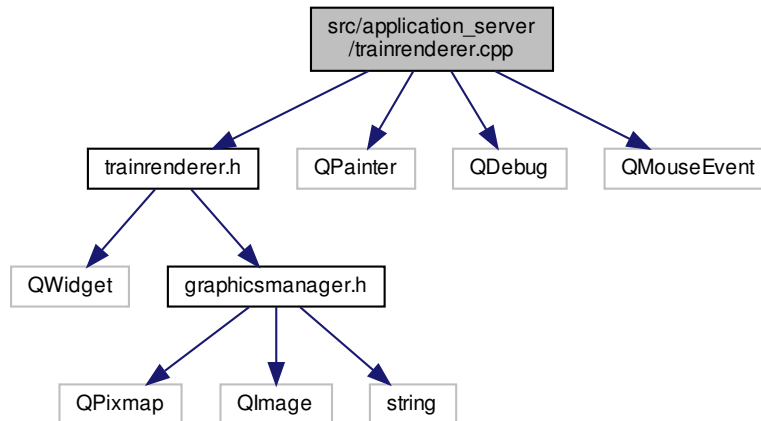 src/application_server
/trainrenderer.cpp
trainrenderer.h
QPainter
QDebug
QMouseEvent
QWidget
graphicsmanager.h
QPixmap
QImage
string